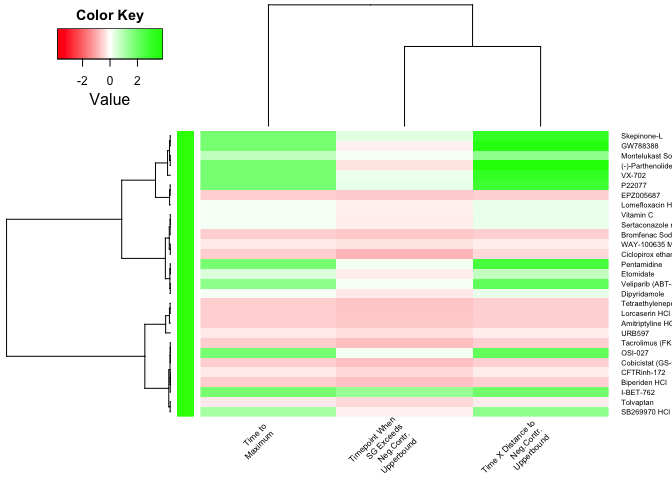 Color Key
-2 0 2
Value
Skepinone-L
GW788388
Montelukast So
(-)-Parthenolide
VX-702
P22077
EPZ005687
Lomefloxacin H
Vitamin C
Sertaconazole n
Bromfenac Sod
WAY-100635 M
Ciclopirox ethan
Pentamidine
Etomidate
Veliparib (ABT-
Dipyridamole
Tetraethylenepe
Lorcaserin HCl
Amitriptyline HC
URB597
Tacrolimus (FK
OSI-027
Cobicistat (GS-
CFTRinh-172
Biperiden HCl
I-BET-762
Tolvaptan
SB269970 HCl
Time to
Maximum
Timepoint When
SG Exceeds
Neg.Contr.
Upperbound
Time X Distance to
Neg.Contr.
Upperbound